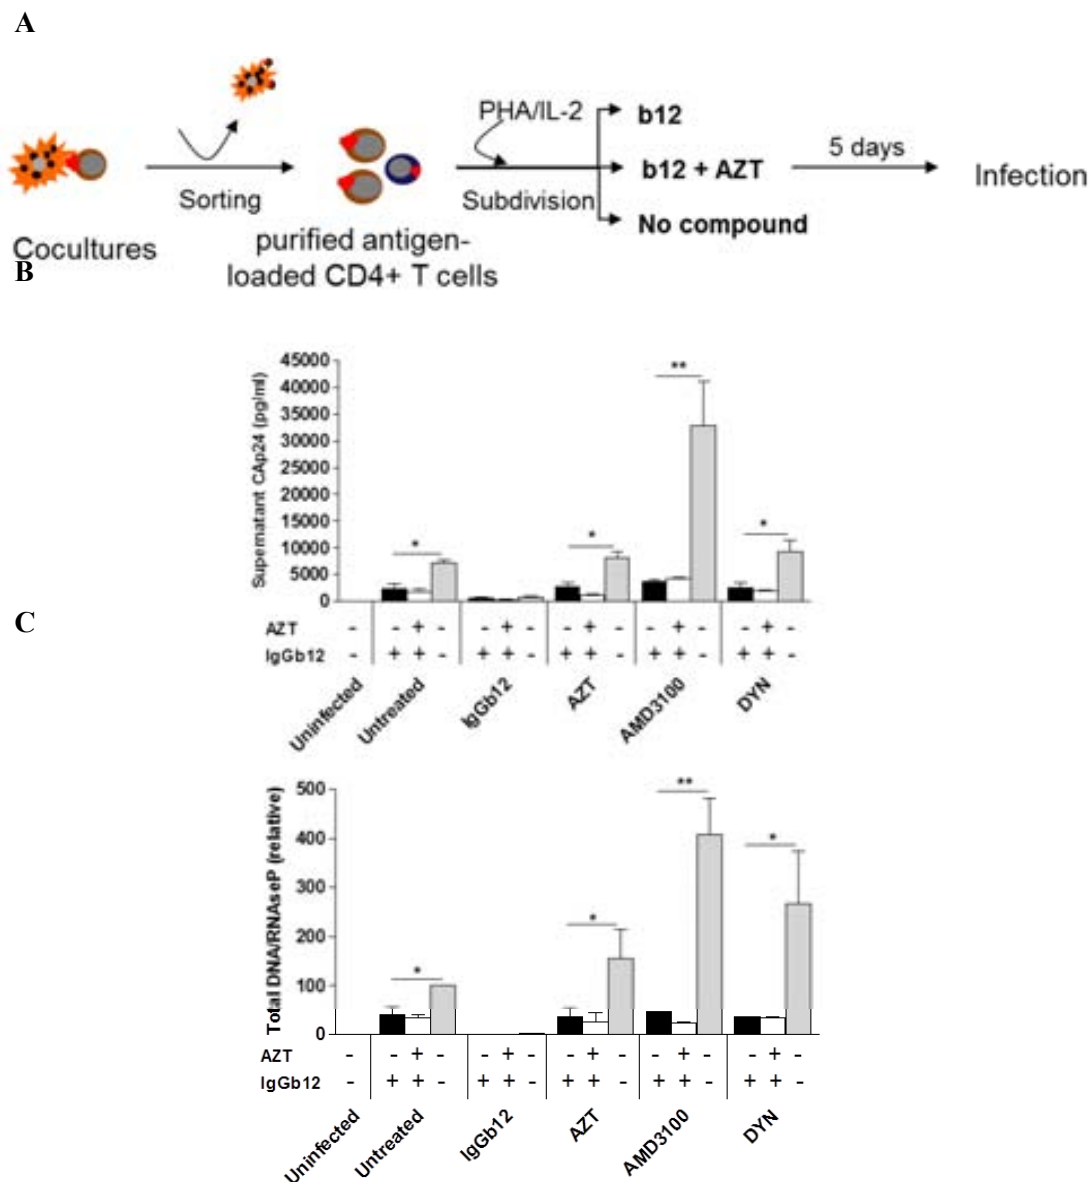 A
PHA/IL-2
b12
b12 + AZT
5 days
Infection
Sorting
Subdivision
No compound
Cocultures
purified antigen-
loaded CD4+ T cells
B
Supernatant CAp24 (pg/ml)
45000
40000
35000
30000
25000
20000
15000
10000
5000
0
*
*
**
*
C
AZT - - + - - + - - + - - + - - + -
IgGb12 - + + - + + - + + - + + - + + -
Uninfected
Untreated
IgGb12
AZT
AMD3100
DYN
Total DNA/RNAseP (relative)
500
400
300
200
100
0
*
*
**
*
AZT - - + - - + - - + - - + - - + -
IgGb12 - + + - + + - + + - + + - + + -
Uninfected
Untreated
IgGb12
AZT
AMD3100
DYN